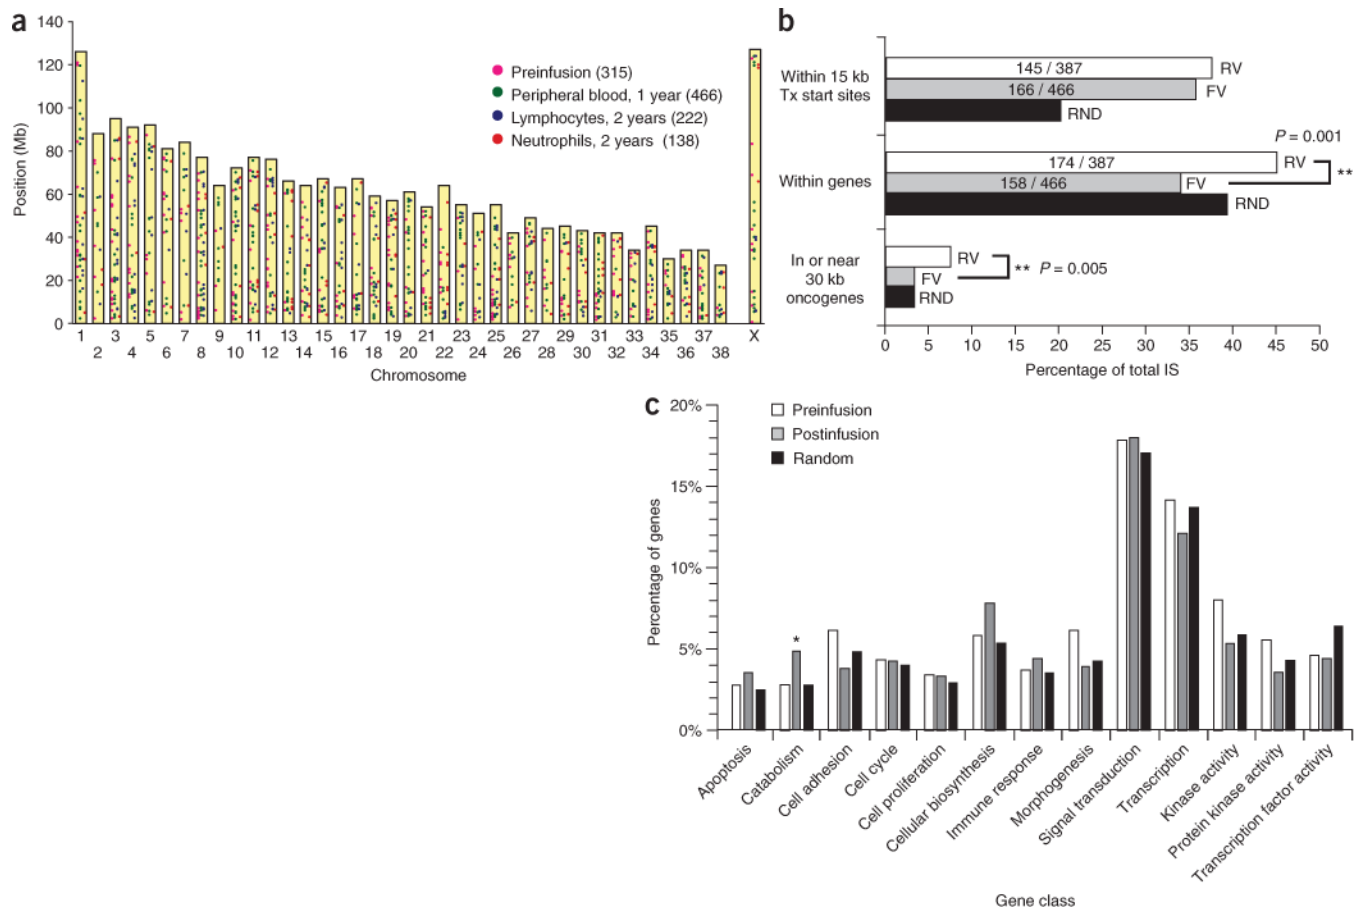 a
140
120
100
80
60
40
20
0
Position (Mb)
Preinfusion (315)
Peripheral blood, 1 year (466)
Lymphocytes, 2 years (222)
Neutrophils, 2 years (138)
1 3 5 7 9 11 13 15 17 19 21 23 25 27 29 31 33 35 37 X
2 4 6 8 10 12 14 16 18 20 22 24 26 28 30 32 34 36 38
Chromosome
b
Within 15 kb
Tx start sites
145 / 387 RV
166 / 466 FV
RND
P = 0.001
Within genes
174 / 387 RV
158 / 466 FV
**
RND
In or near
30 kb
oncogenes
RV
FV
RND
** P = 0.005
0 5 10 15 20 25 30 35 40 45 50
Percentage of total IS
c
20%
15%
10%
5%
0%
Percentage of genes
Preinfusion
Postinfusion
Random
*
Apoptosis
Catabolism
Cell adhesion
Cell cycle
Cell proliferation
Cellular biosynthesis
Immune response
Morphogenesis
Signal transduction
Transcription
Kinase activity
Protein kinase activity
Transcription factor activity
Gene class